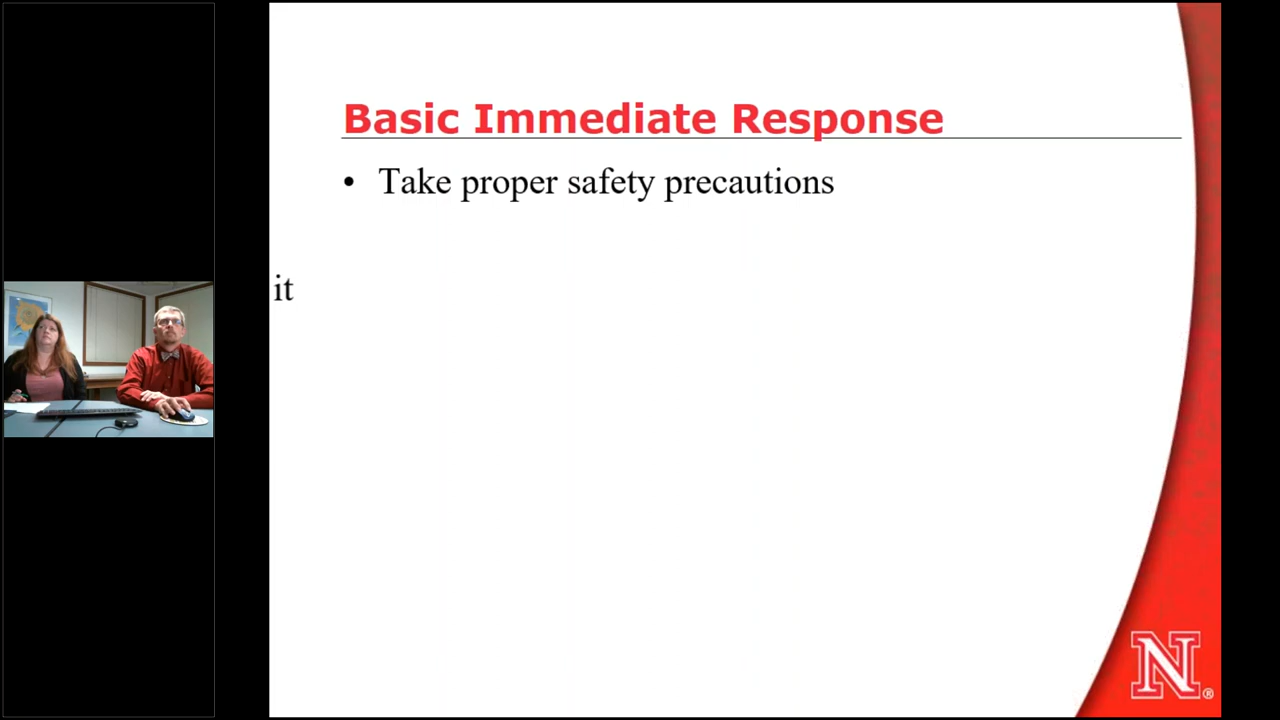 Basic Immediate Response
• Take proper safety precautions
it
N®